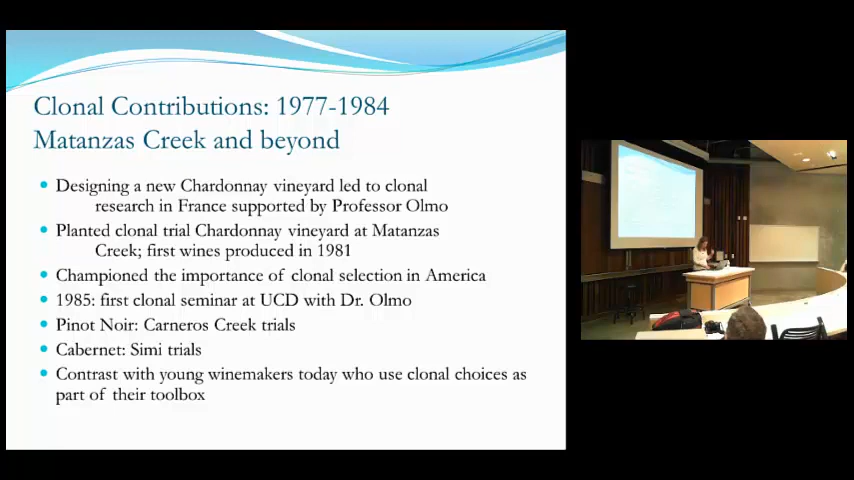 Clonal Contributions: 1977-1984
Matanzas Creek and beyond
Designing a new Chardonnay vineyard led to clonal
research in France supported by Professor Olmo
Planted clonal trial Chardonnay vineyard at Matanzas
Creek; first wines produced in 1981
Championed the importance of clonal selection in America
1985: first clonal seminar at UCD with Dr. Olmo
Pinot Noir: Carneros Creek trials
Cabernet: Simi trials
Contrast with young winemakers today who use clonal choices as
part of their toolbox